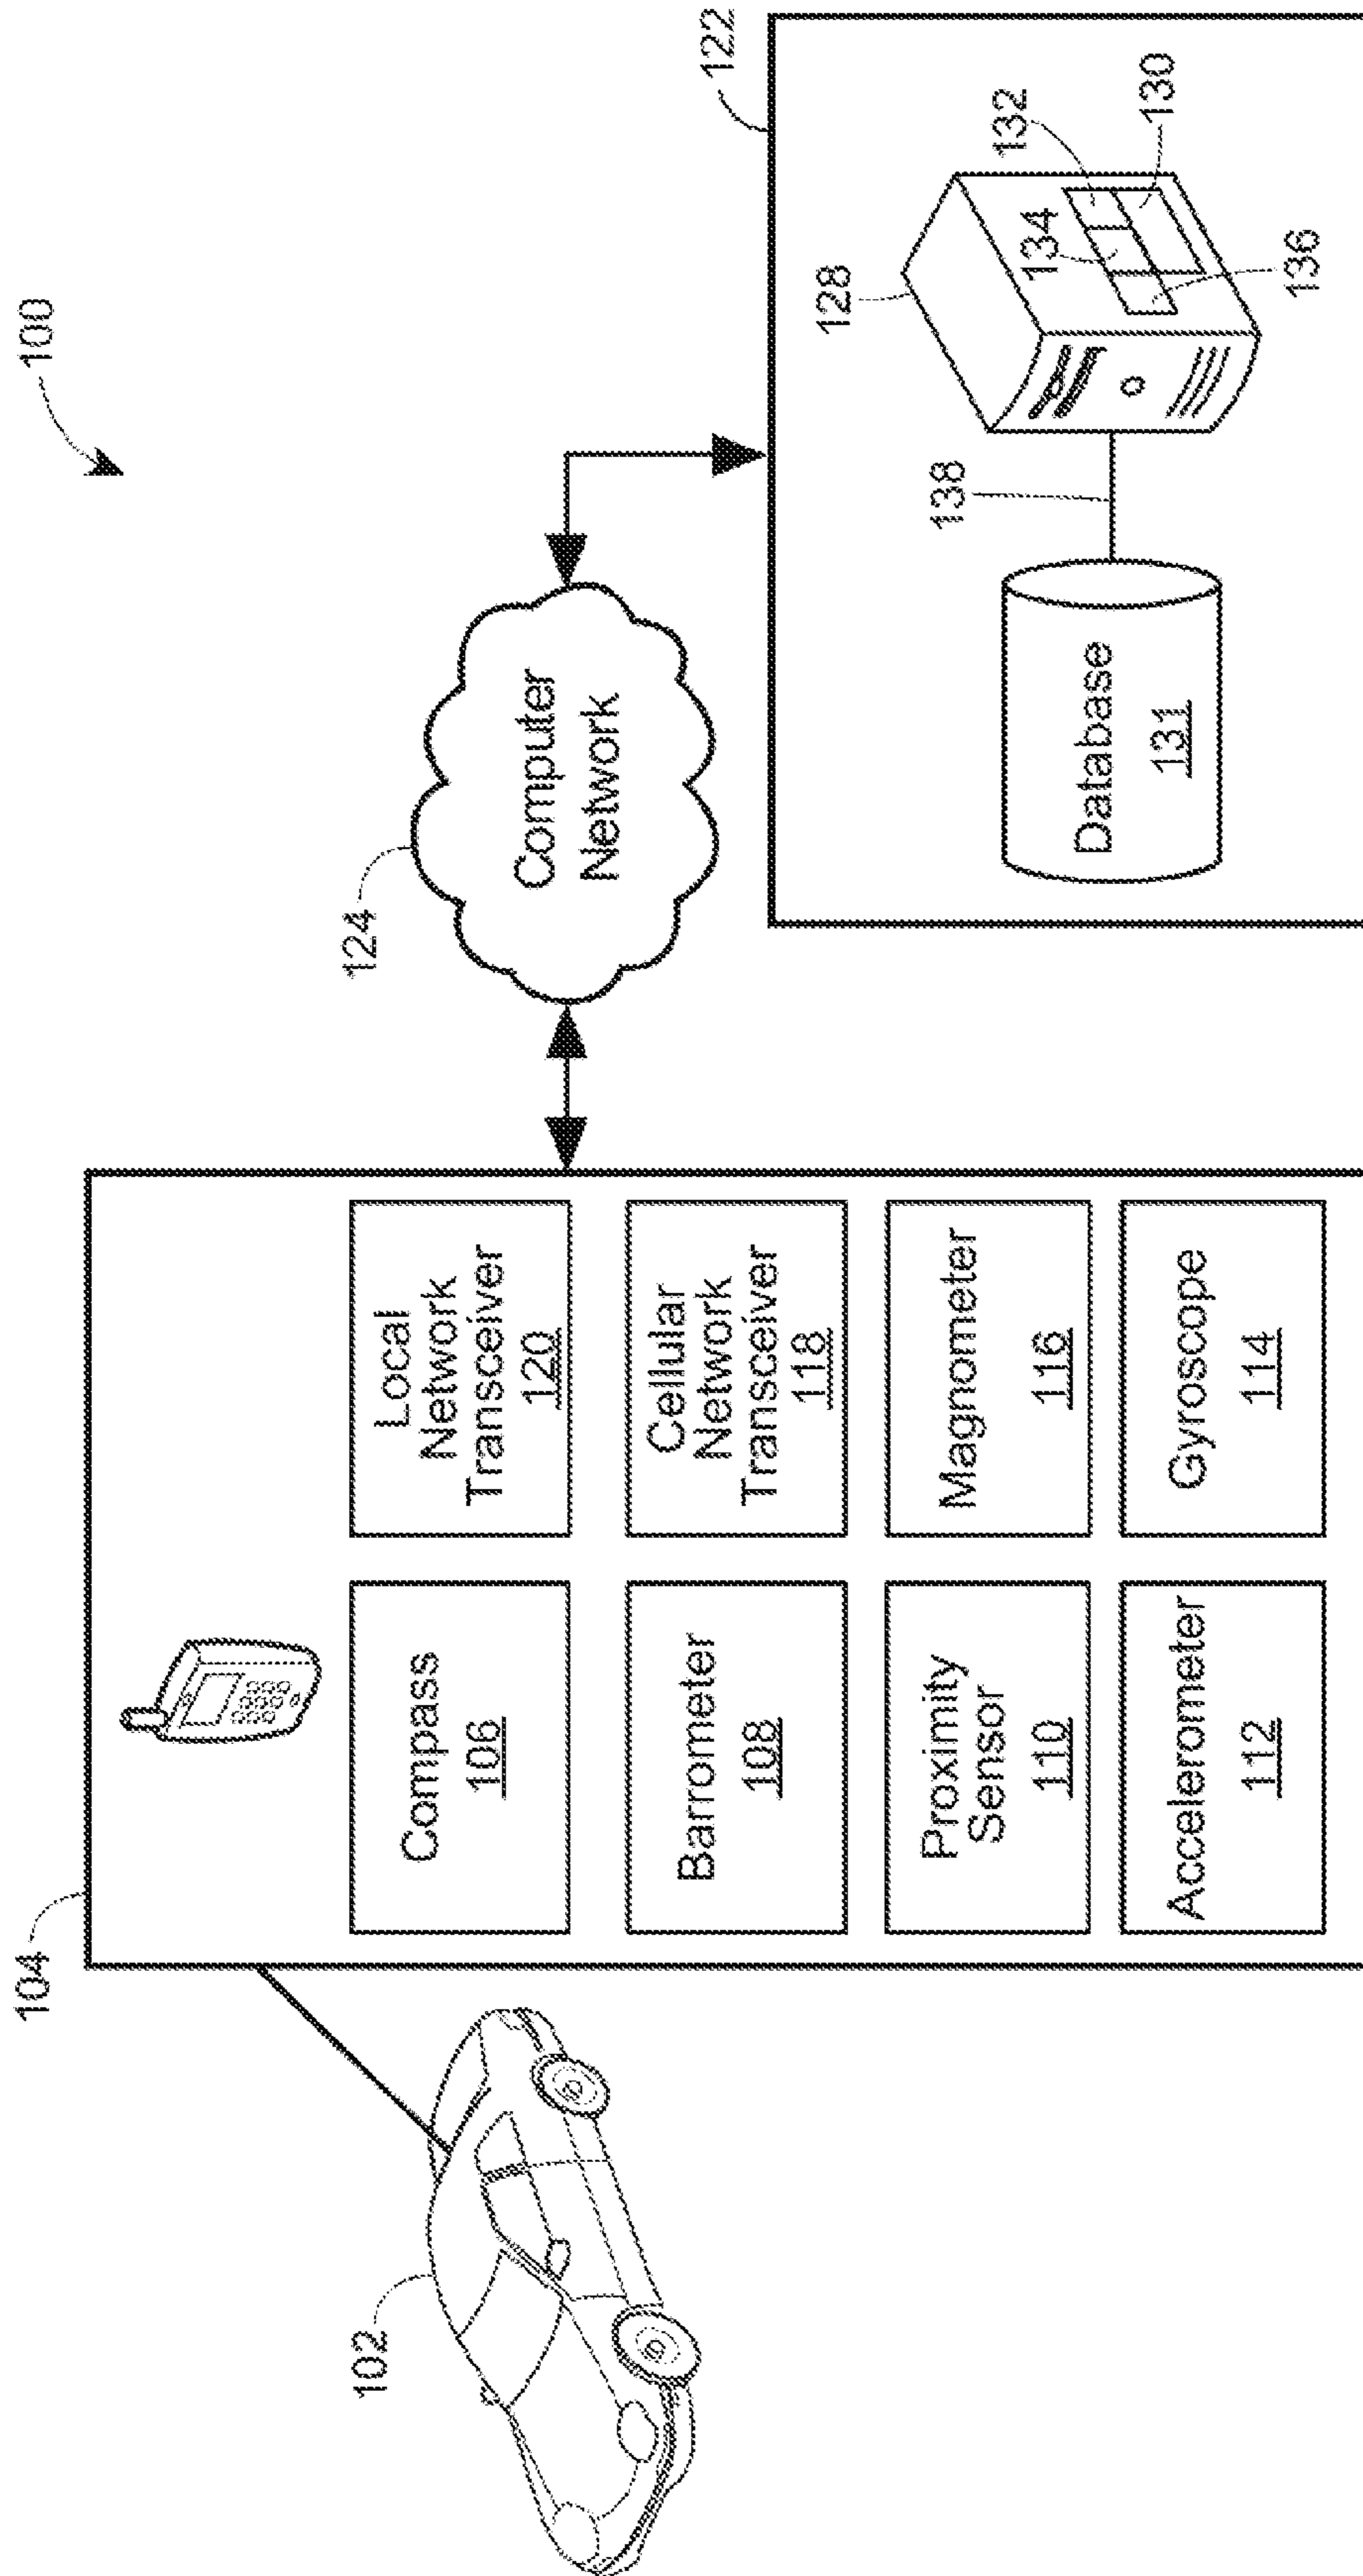 100
104
102
Compass
106
Barrometer
108
Proximity
Sensor
110
Accelerometer
112
Local
Network
Transceiver
120
Cellular
Network
Transceiver
118
Magnometer
116
Gyroscope
114
124
Computer
Network
122
Database
131
138
128
134
132
136
130